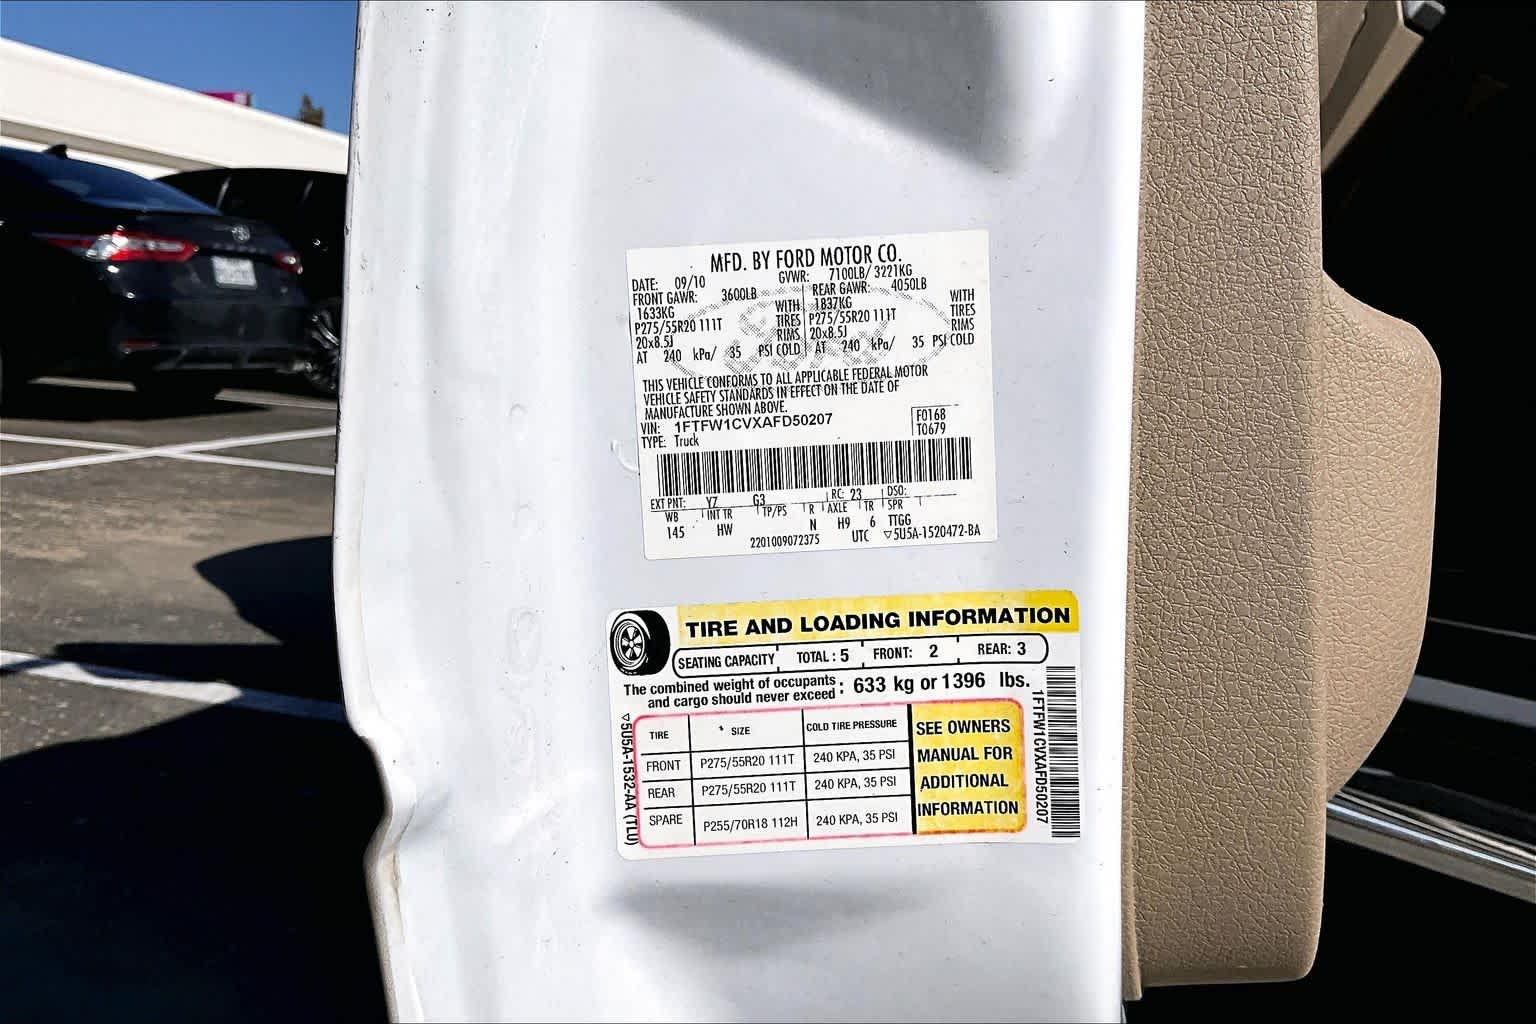 MFD. BY FORD MOTOR CO.
DATE: 09/10 GVWR: 7100LB/ 3221KG
FRONT GAWR: 3600LB REAR GAWR: 4050LB
1633KG WITH 1837KG WITH
P275/55R20 111T TIRES P275/55R20 111T TIRES
20x8.5J RIMS 20x8.5J RIMS
AT 240 kPa/ 35 PSI COLD AT 240 kPa/ 35 PSI COLD
THIS VEHICLE CONFORMS TO ALL APPLICABLE FEDERAL MOTOR
VEHICLE SAFETY STANDARDS IN EFFECT ON THE DATE OF
MANUFACTURE SHOWN ABOVE.
VIN: 1FTFW1CVXAFD50207 F0168
TYPE: Truck T0679
EXT PNT: YZ G3 RC: 23 DSO:
WB INT TR TP/PS R AXLE TR SPR
145 HW N H9 6 TTGG
2201009072375 UTC ▽5U5A-1520472-BA
TIRE AND LOADING INFORMATION
SEATING CAPACITY TOTAL: 5 FRONT: 2 REAR: 3
The combined weight of occupants
and cargo should never exceed : 633 kg or 1396 lbs.
TIRE SIZE COLD TIRE PRESSURE
FRONT P275/55R20 111T 240 KPA, 35 PSI
REAR P275/55R20 111T 240 KPA, 35 PSI
SPARE P255/70R18 112H 240 KPA, 35 PSI
SEE OWNERS
MANUAL FOR
ADDITIONAL
INFORMATION
▽5U5A-1532-AA (TLU)
1FTFW1CVXAFD50207